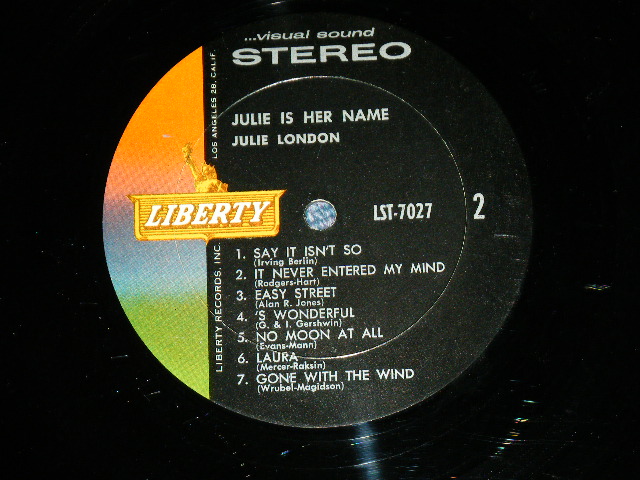 ...visual sound
STEREO
JULIE IS HER NAME
JULIE LONDON
LIBERTY
LST-7027
2
1. SAY IT ISN'T SO
(Irving Berlin)
2. IT NEVER ENTERED MY MIND
(Rodgers-Hart)
3. EASY STREET
(Alan R. Jones)
4. 'S WONDERFUL
(G. & I. Gershwin)
5. NO MOON AT ALL
(Evans-Mann)
6. LAURA
(Mercer-Raksin)
7. GONE WITH THE WIND
(Wrubel-Magidson)
LIBERTY RECORDS, INC.
LOS ANGELES 28, CALIF.